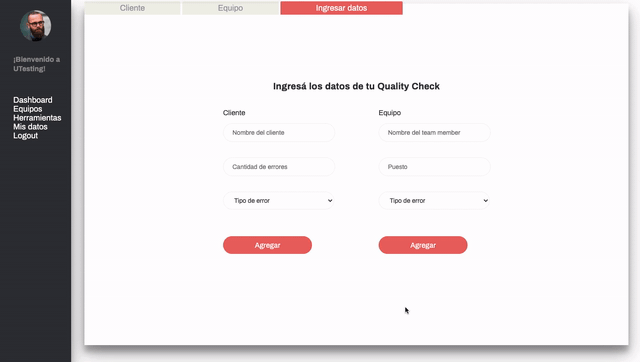 Cliente
Equipo
Ingresar datos
¡Bienvenido a
UTesting!
Dashboard
Equipos
Herramientas
Mis datos
Logout
Ingresá los datos de tu Quality Check
Cliente
Equipo
Nombre del cliente
Nombre del team member
Cantidad de errores
Puesto
Tipo de error
Tipo de error
Agregar
Agregar